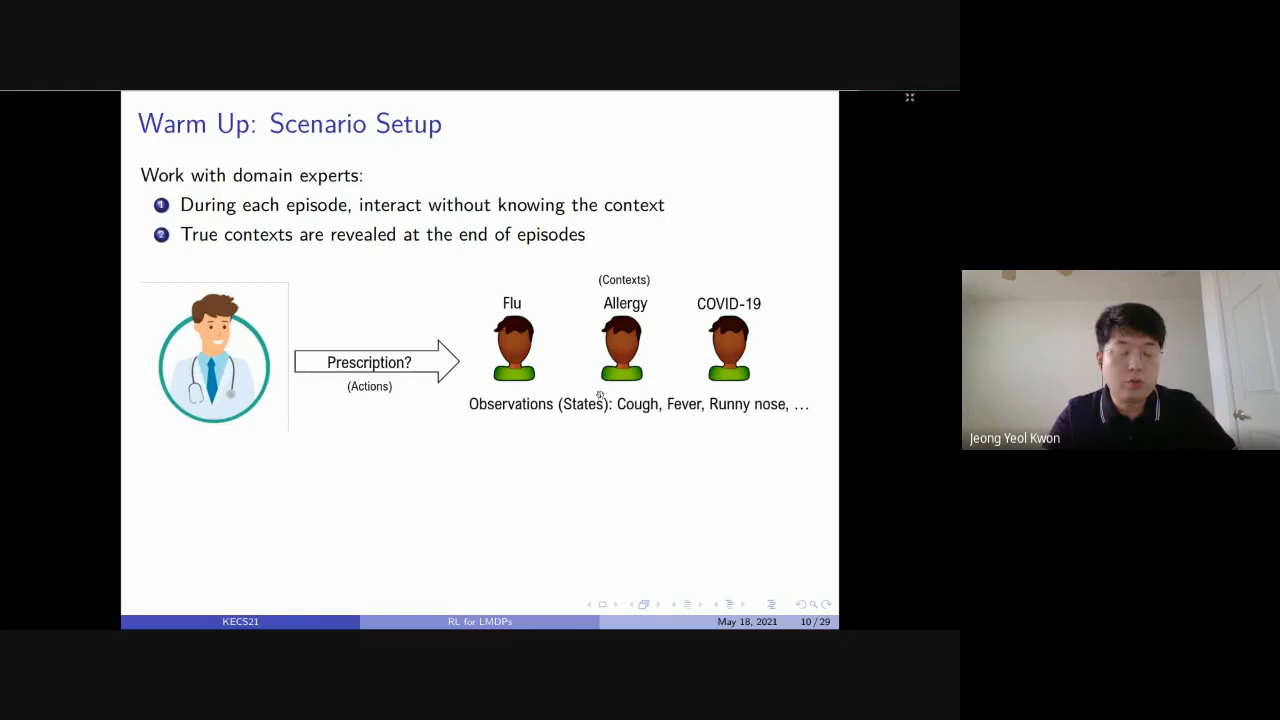 Warm Up: Scenario Setup
Work with domain experts:
1 During each episode, interact without knowing the context
2 True contexts are revealed at the end of episodes
(Contexts)
Flu Allergy COVID-19
Prescription?
(Actions)
Observations (States): Cough, Fever, Runny nose, …
Jeong Yeol Kwon
KECS21 RL for LMDPs May 18, 2021 10 / 29